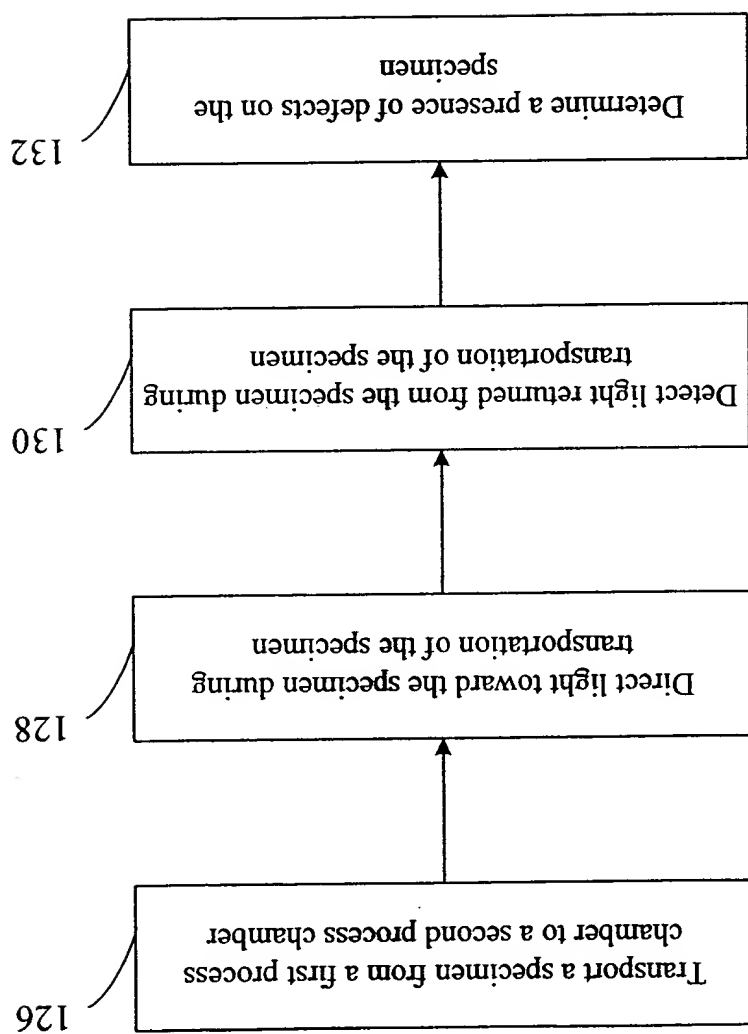 126
Transport a specimen from a first process
chamber to a second process chamber
128
Direct light toward the specimen during
transportation of the specimen
130
Detect light returned from the specimen during
transportation of the specimen
132
Determine a presence of defects on the
specimen